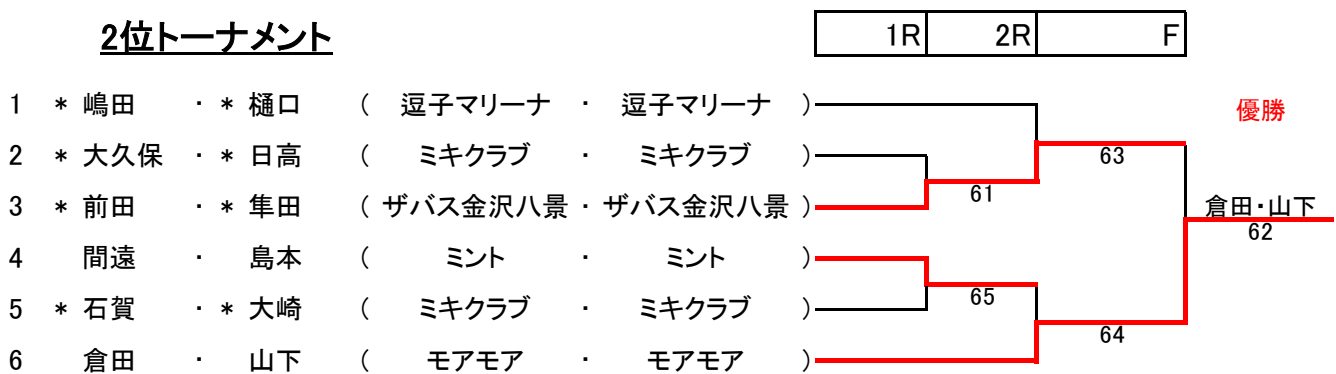 2位トーナメント
1R 2R F
1 * 嶋田 ・ * 樋口 ( 逗子マリーナ ・ 逗子マリーナ )
優勝
2 * 大久保 ・ * 日高 ( ミキクラブ ・ ミキクラブ )
63
61
3 * 前田 ・ * 隼田 ( ザバス金沢八景 ・ ザバス金沢八景 )
倉田・山下
62
4 間遠 ・ 島本 ( ミント ・ ミント )
65
5 * 石賀 ・ * 大崎 ( ミキクラブ ・ ミキクラブ )
64
6 倉田 ・ 山下 ( モアモア ・ モアモア )